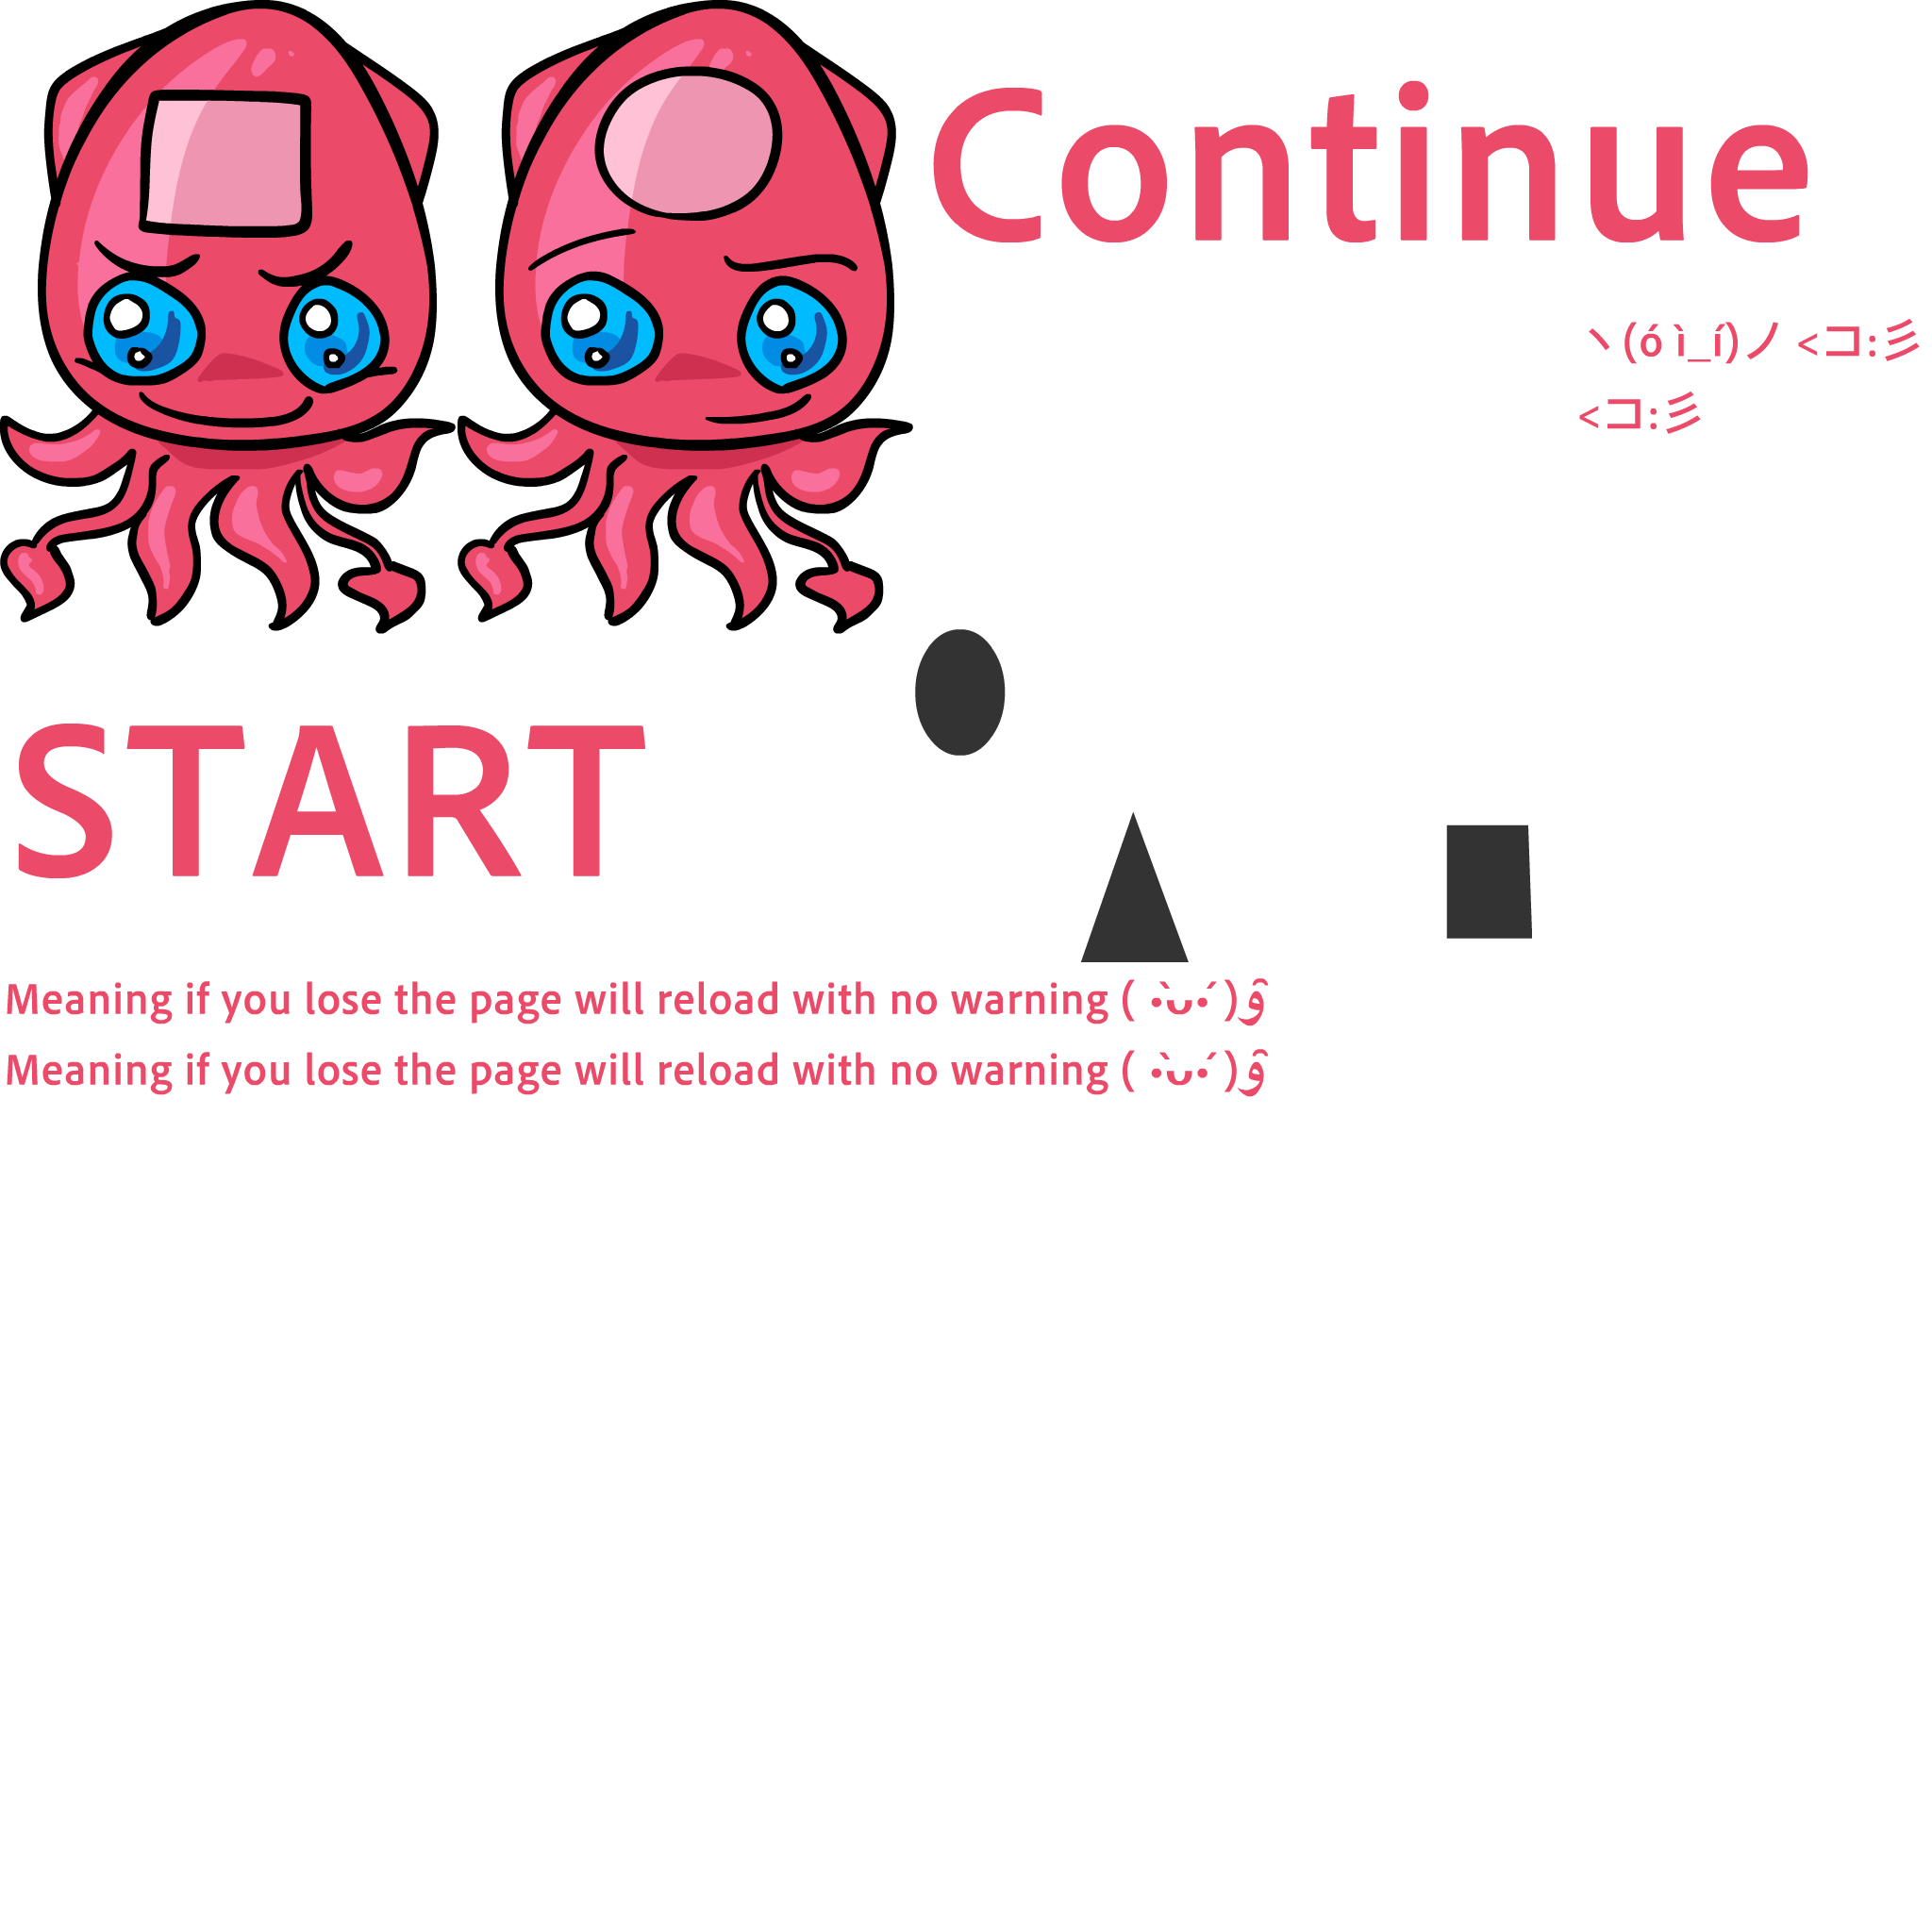 Continue
ヽ(ó ì_í)ノ <コ:彡
<コ:彡
START
Meaning if you lose the page will reload with no warning ( •̀ᴗ•́ )و ̑̑
Meaning if you lose the page will reload with no warning ( •̀ᴗ•́ )و ̑̑